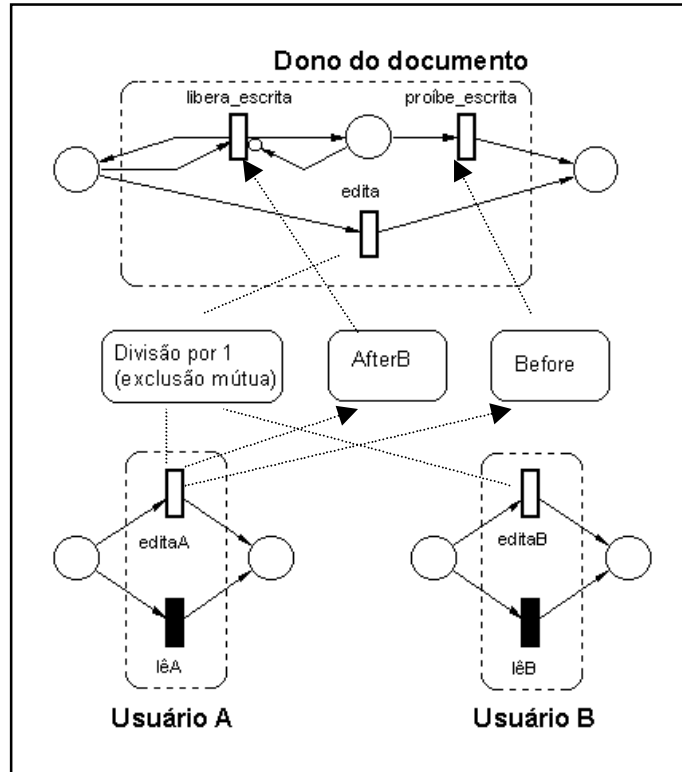 Dono do documento
libera_escrita
proíbe_escrita
edita
Divisão por 1
(exclusão mútua)
AfterB
Before
editaA
editaB
lêA
lêB
Usuário A
Usuário B